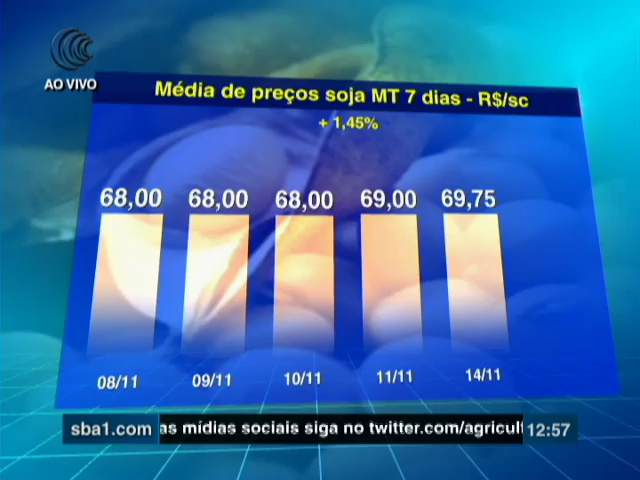 AO VIVO
Média de preços soja MT 7 dias - R$/sc
+ 1,45%
68,00 68,00 68,00 69,00 69,75
08/11 09/11 10/11 11/11 14/11
sba1.com as mídias sociais siga no twitter.com/agricul 12:57